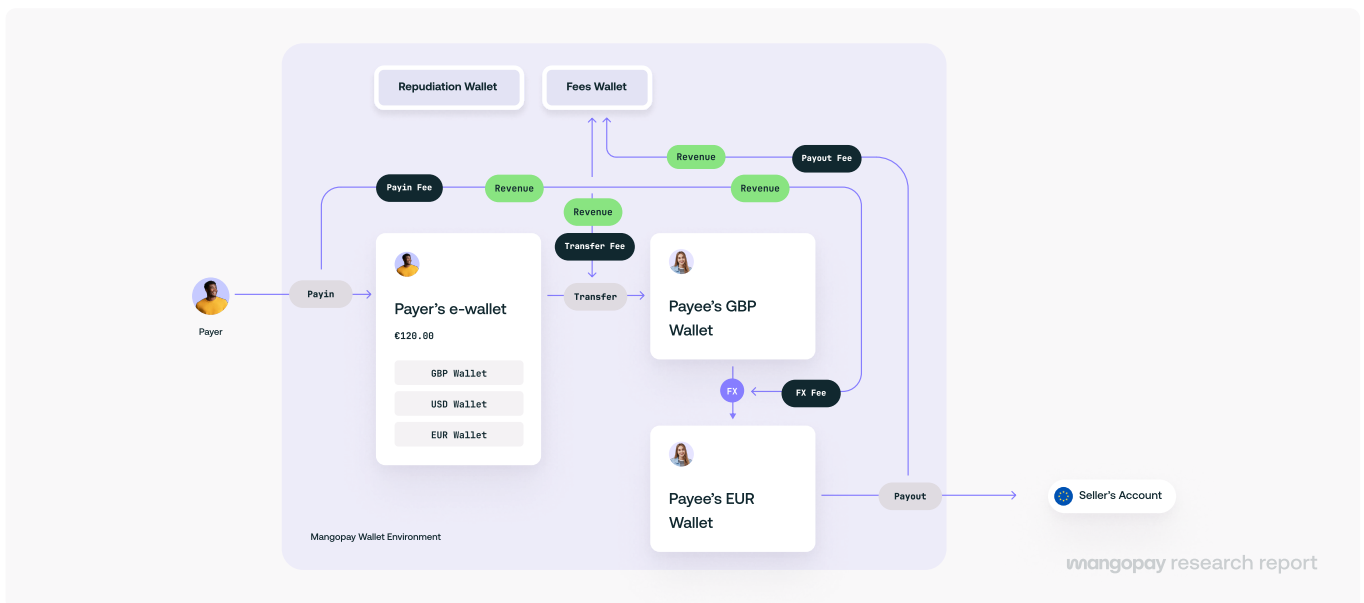 Repudiation Wallet
Fees Wallet
Revenue
Payout Fee
Payin Fee
Revenue
Revenue
Revenue
Transfer Fee
Payer
Payin
Payer’s e-wallet
€120.00
GBP Wallet
USD Wallet
EUR Wallet
Transfer
Payee’s GBP
Wallet
FX
FX Fee
Payee’s EUR
Wallet
Payout
Seller’s Account
Mangopay Wallet Environment
mangopay research report